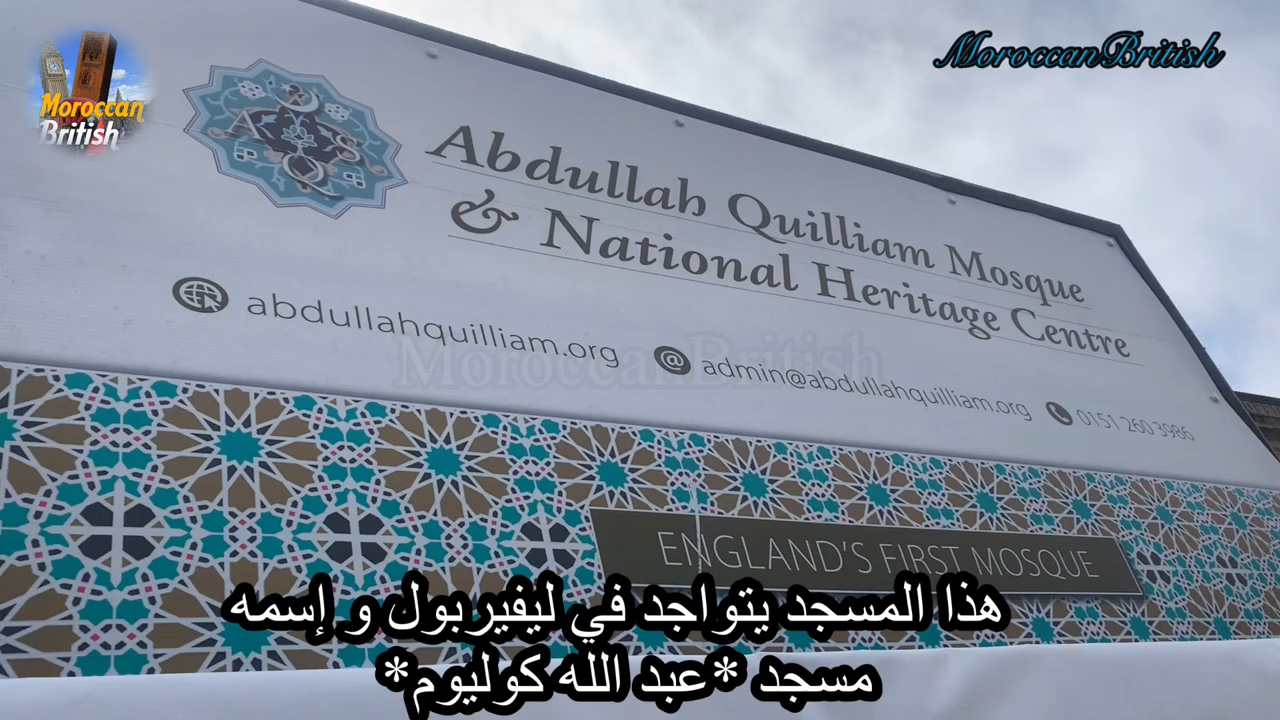 Moroccan
British
MoroccanBritish
Abdullah Quilliam Mosque
& National Heritage Centre
abdullahquilliam.org
admin@abdullahquilliam.org
0151 260 3986
MoroccanBritish
ENGLAND'S FIRST MOSQUE
هذا المسجد يتواجد في ليفيربول و إسمه
مسجد *عبد الله كوليوم*